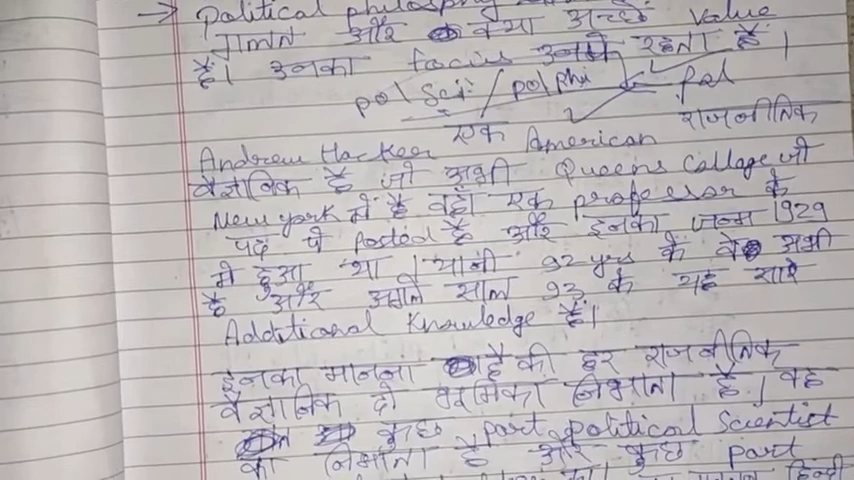 → Political philosophy
गलत और क्या अच्छे value
हैं। उनका focus उनपे रहता है।
pol Sci / pol phi pol
Andrew Hacker एक American राजनीतिक
वैज्ञानिक है जो अभी Queens Collage जो
New york में है वहाँ एक professor के
पद पे Posted है और इनका जन्म 1929
मे हुआ था। यानी 92 yrs के वे अभी
है और अगले साल 93 के यह सारे
Additional Knowledge हैं।
इनका मानना है की हर राजनीतिक
वैज्ञानिक दो भूमिका निभाता है। वह
कुछ part political Scientist
का निभाता है और कुछ part